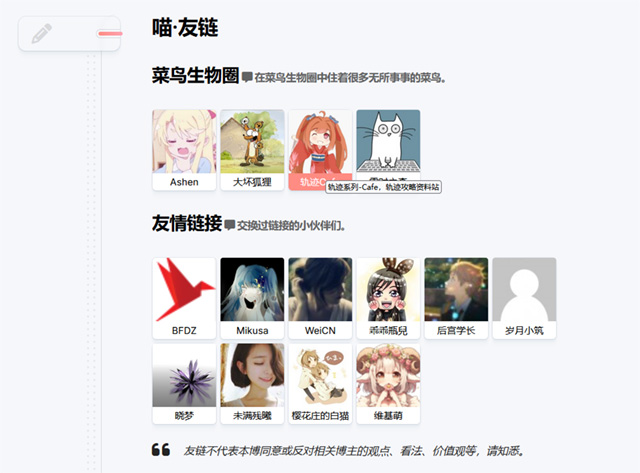 喵·友链
菜鸟生物圈 在菜鸟生物圈中住着很多无所事事的菜鸟。
Ashen 大坏狐狸 轨迹Cafe
轨迹系列-Cafe，轨迹攻略资料站
友情链接 交换过链接的小伙伴们。
BFDZ Mikusa WeiCN 乖乖瓶兒 后宫学长 岁月小筑
晓梦 未满残曦 樱花庄的白猫 维基萌
友链不代表本博同意或反对相关博主的观点、看法、价值观等，请知悉。